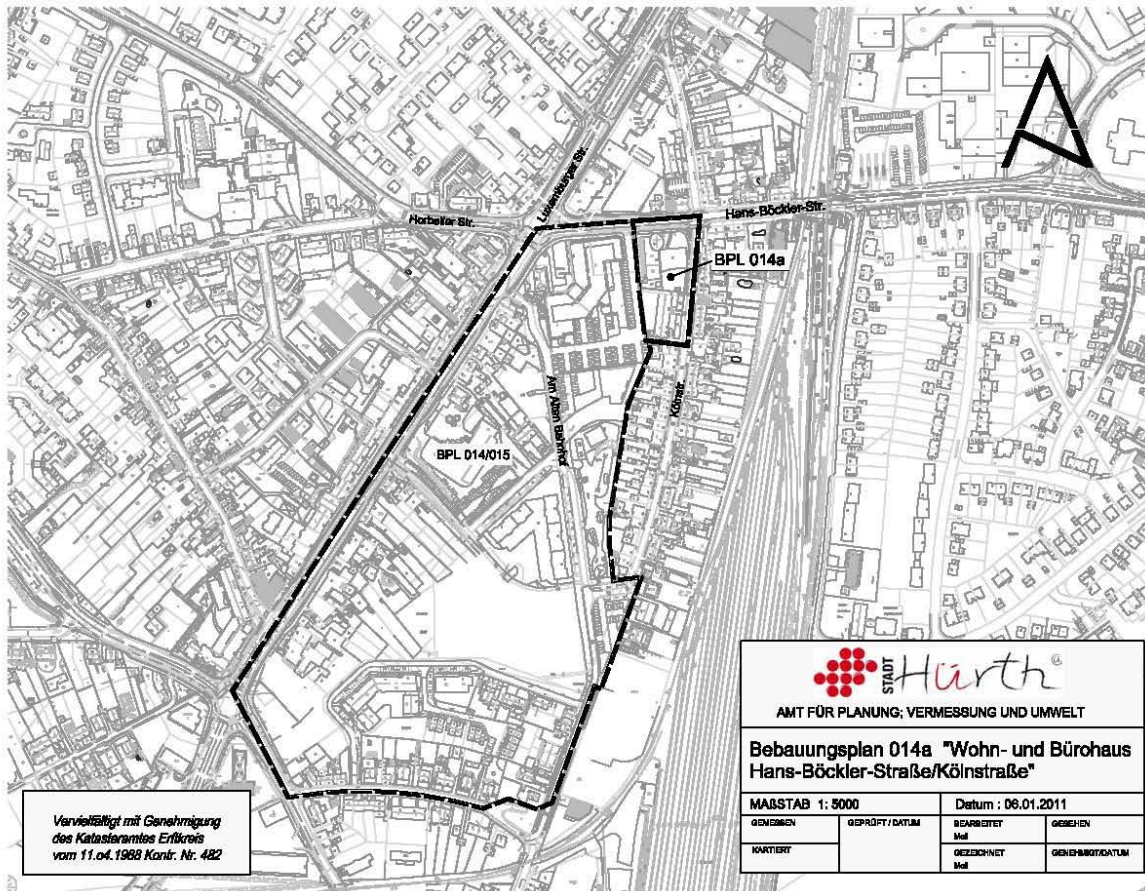 Luxemburger Str.
Horbeller Str.
Hans-Böckler-Str.
BPL 014a
Kölnstr.
Am Alten Bahnhof
BPL 014/015
STADT Hürth
AMT FÜR PLANUNG; VERMESSUNG UND UMWELT
Bebauungsplan 014a "Wohn- und Bürohaus
Hans-Böckler-Straße/Kölnstraße"
MAßSTAB 1: 5000
Datum : 06.01.2011
GEMESSEN
GEPRÜFT / DATUM
BEARBEITET
Moll
GESEHEN
KARTIERT
GEZEICHNET
Moll
GENEHMIGT/DATUM
Vervielfältigt mit Genehmigung
des Katasteramtes Erftkreis
vom 11.o4.1988 Kontr. Nr. 482